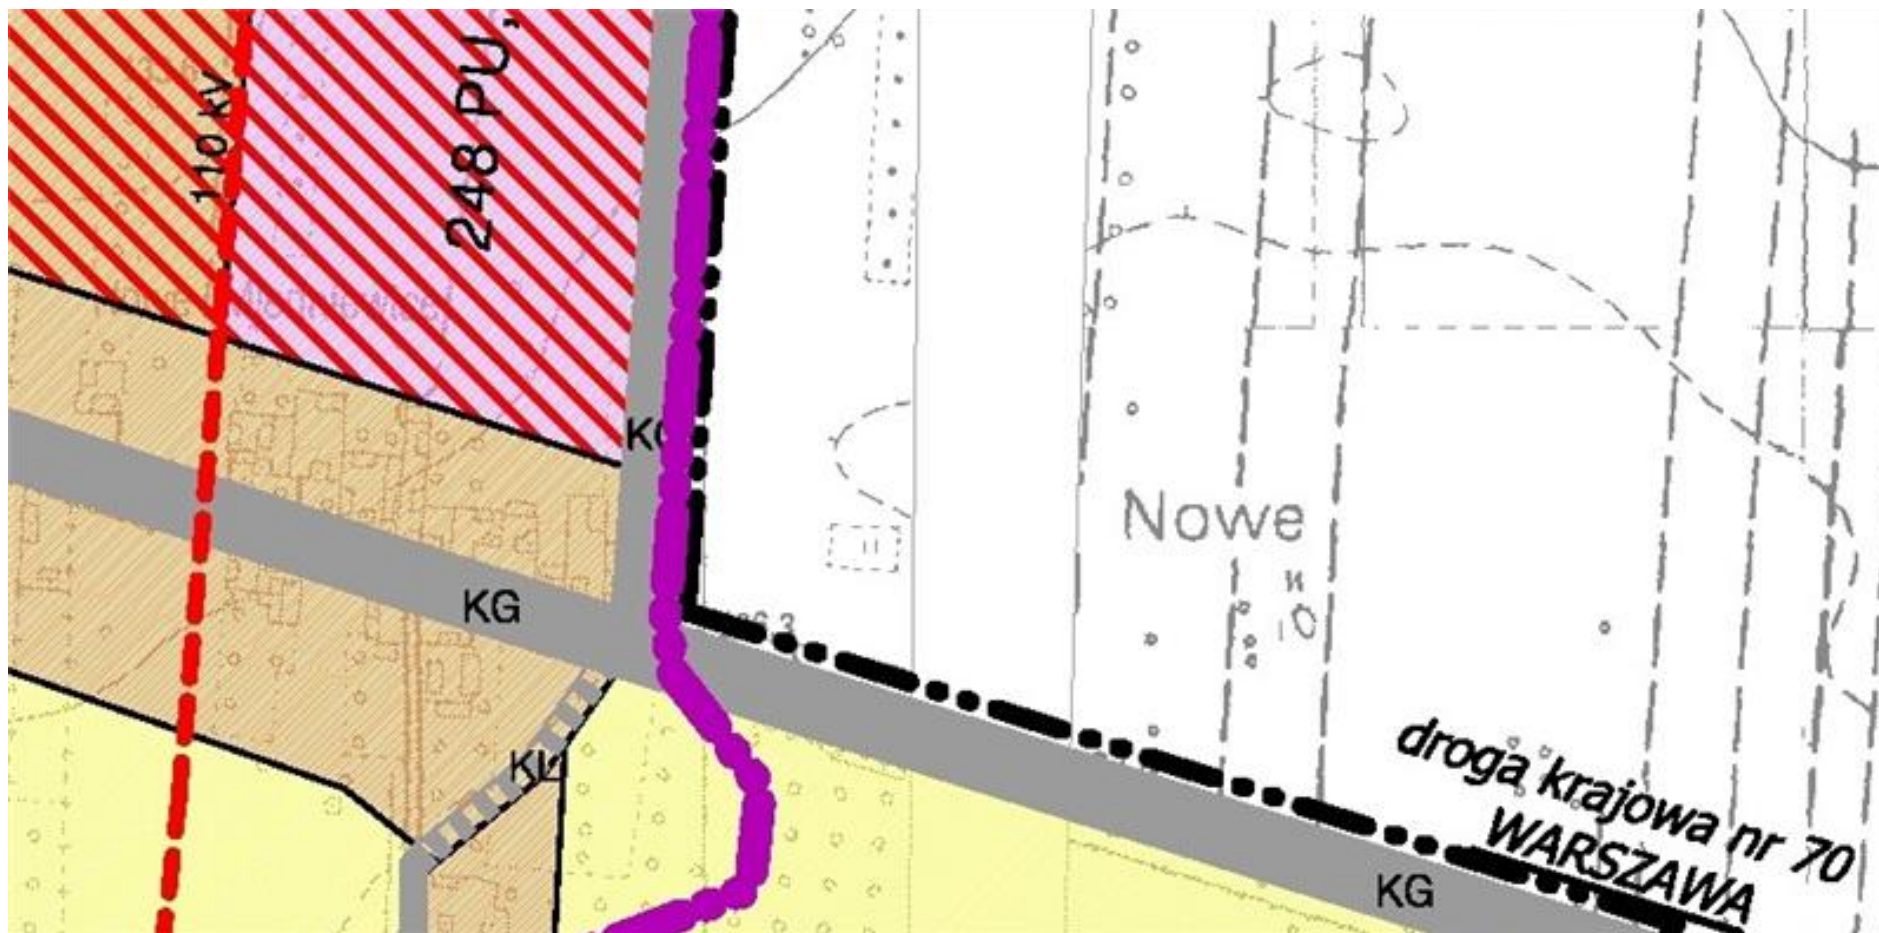 110 kV
248 PU,
KG
Nowe
KG
KL
droga krajowa nr 70
WARSZAWA
KG